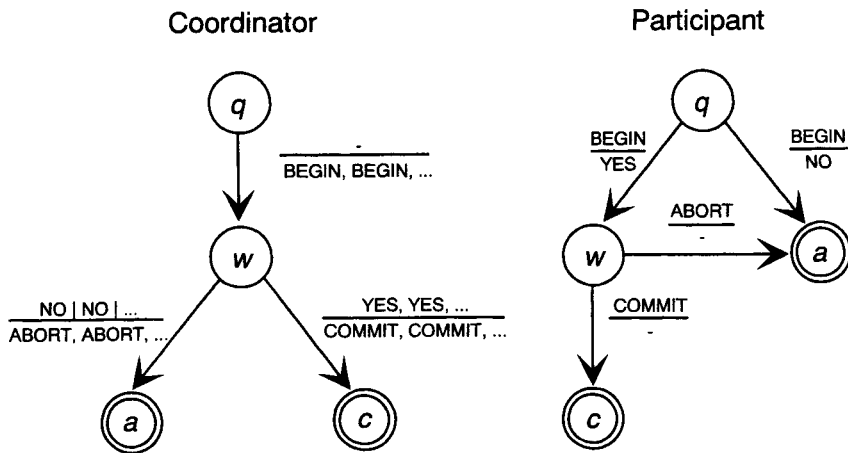 Coordinator
q
-
BEGIN, BEGIN, ...
w
NO | NO | ...
ABORT, ABORT, ...
YES, YES, ...
COMMIT, COMMIT, ...
a
c
Participant
q
BEGIN
YES
BEGIN
NO
w
ABORT
-
a
COMMIT
-
c